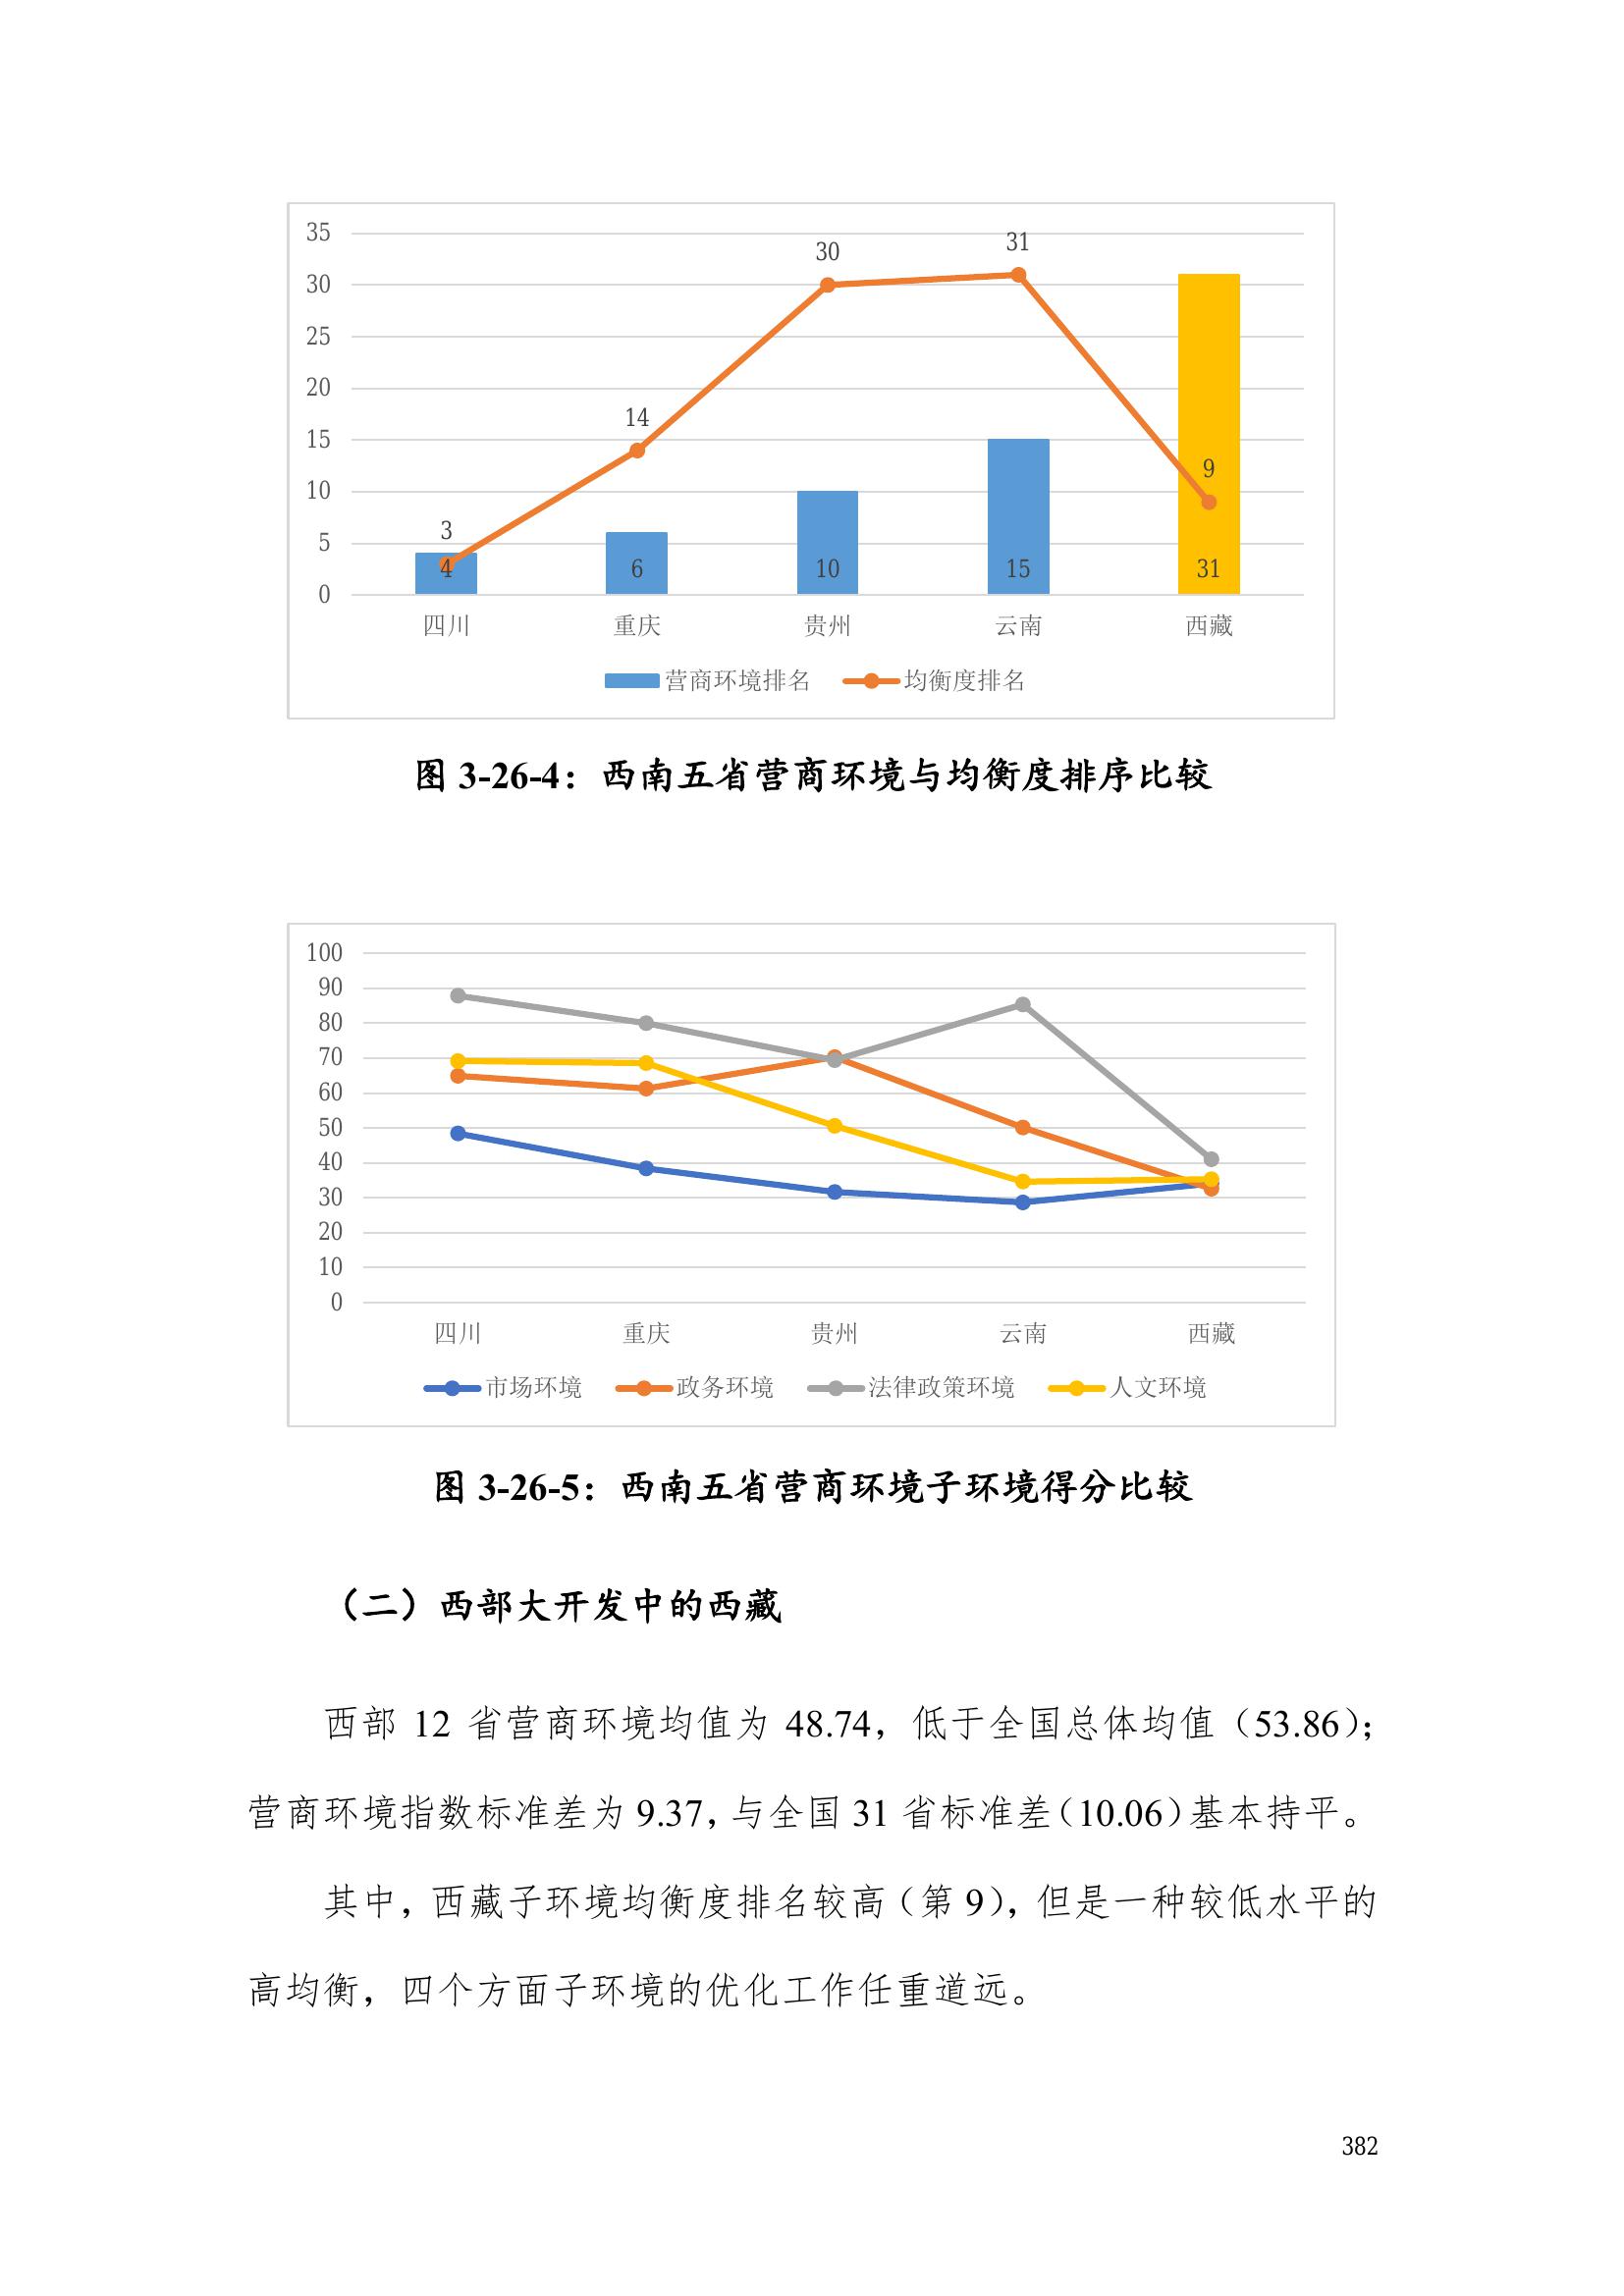 35
30
25
20
15
10
5
0
3
14
30
31
9
4
6
10
15
31
四川 重庆 贵州 云南 西藏
营商环境排名 均衡度排名
图 3-26-4：西南五省营商环境与均衡度排序比较
100
90
80
70
60
50
40
30
20
10
0
四川 重庆 贵州 云南 西藏
市场环境 政务环境 法律政策环境 人文环境
图 3-26-5：西南五省营商环境子环境得分比较
（二）西部大开发中的西藏
西部 12 省营商环境均值为 48.74，低于全国总体均值（53.86）；
营商环境指数标准差为 9.37，与全国 31 省标准差（10.06）基本持平。
其中，西藏子环境均衡度排名较高（第 9），但是一种较低水平的
高均衡，四个方面子环境的优化工作任重道远。
382